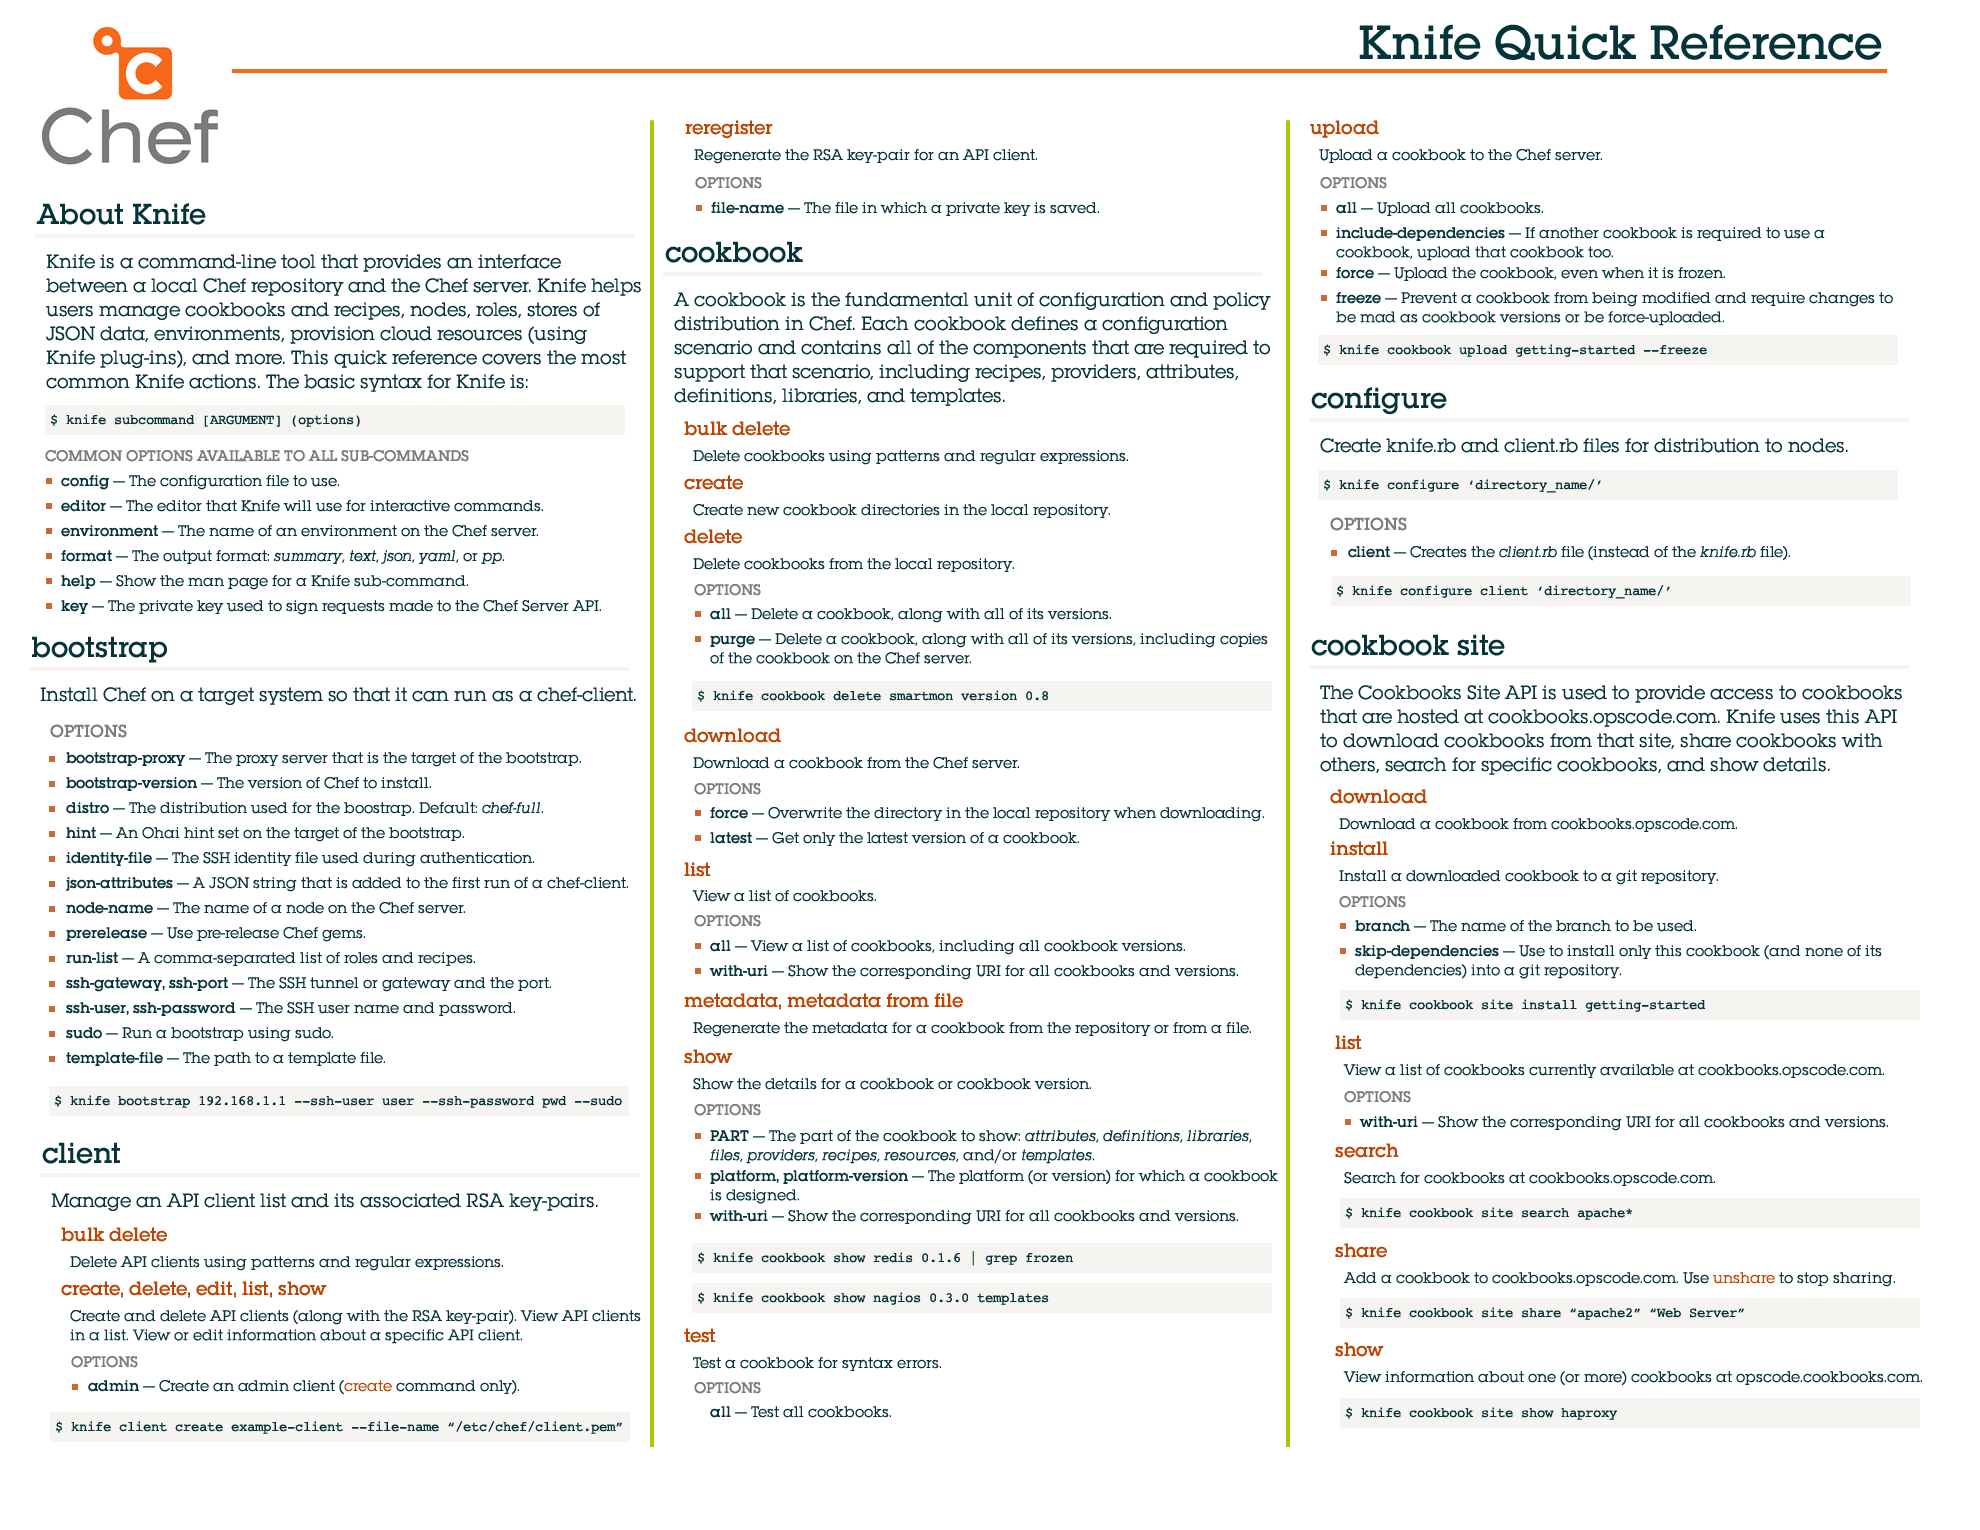 Knife Quick Reference
C
Chef
About Knife
Knife is a command-line tool that provides an interface
between a local Chef repository and the Chef server. Knife helps
users manage cookbooks and recipes, nodes, roles, stores of
JSON data, environments, provision cloud resources (using
Knife plug-ins), and more. This quick reference covers the most
common Knife actions. The basic syntax for Knife is:
$ knife subcommand [ARGUMENT] (options)
COMMON OPTIONS AVAILABLE TO ALL SUB-COMMANDS
config — The configuration file to use.
editor — The editor that Knife will use for interactive commands.
environment — The name of an environment on the Chef server.
format — The output format: summary, text, json, yaml, or pp.
help — Show the man page for a Knife sub-command.
key — The private key used to sign requests made to the Chef Server API.
bootstrap
Install Chef on a target system so that it can run as a chef-client.
OPTIONS
bootstrap-proxy — The proxy server that is the target of the bootstrap.
bootstrap-version — The version of Chef to install.
distro — The distribution used for the boostrap. Default: chef-full.
hint — An Ohai hint set on the target of the bootstrap.
identity-file — The SSH identity file used during authentication.
json-attributes — A JSON string that is added to the first run of a chef-client.
node-name — The name of a node on the Chef server.
prerelease — Use pre-release Chef gems.
run-list — A comma-separated list of roles and recipes.
ssh-gateway, ssh-port — The SSH tunnel or gateway and the port.
ssh-user, ssh-password — The SSH user name and password.
sudo — Run a bootstrap using sudo.
template-file — The path to a template file.
$ knife bootstrap 192.168.1.1 --ssh-user user --ssh-password pwd --sudo
client
Manage an API client list and its associated RSA key-pairs.
bulk delete
Delete API clients using patterns and regular expressions.
create, delete, edit, list, show
Create and delete API clients (along with the RSA key-pair). View API clients
in a list. View or edit information about a specific API client.
OPTIONS
admin — Create an admin client (create command only).
$ knife client create example-client --file-name “/etc/chef/client.pem”
reregister
Regenerate the RSA key-pair for an API client.
OPTIONS
file-name — The file in which a private key is saved.
cookbook
A cookbook is the fundamental unit of configuration and policy
distribution in Chef. Each cookbook defines a configuration
scenario and contains all of the components that are required to
support that scenario, including recipes, providers, attributes,
definitions, libraries, and templates.
bulk delete
Delete cookbooks using patterns and regular expressions.
create
Create new cookbook directories in the local repository.
delete
Delete cookbooks from the local repository.
OPTIONS
all — Delete a cookbook, along with all of its versions.
purge — Delete a cookbook, along with all of its versions, including copies
of the cookbook on the Chef server.
$ knife cookbook delete smartmon version 0.8
download
Download a cookbook from the Chef server.
OPTIONS
force — Overwrite the directory in the local repository when downloading.
latest — Get only the latest version of a cookbook.
list
View a list of cookbooks.
OPTIONS
all — View a list of cookbooks, including all cookbook versions.
with-uri — Show the corresponding URI for all cookbooks and versions.
metadata, metadata from file
Regenerate the metadata for a cookbook from the repository or from a file.
show
Show the details for a cookbook or cookbook version.
OPTIONS
PART — The part of the cookbook to show: attributes, definitions, libraries,
files, providers, recipes, resources, and/or templates.
platform, platform-version — The platform (or version) for which a cookbook
is designed.
with-uri — Show the corresponding URI for all cookbooks and versions.
$ knife cookbook show redis 0.1.6 | grep frozen
$ knife cookbook show nagios 0.3.0 templates
test
Test a cookbook for syntax errors.
OPTIONS
all — Test all cookbooks.
upload
Upload a cookbook to the Chef server.
OPTIONS
all — Upload all cookbooks.
include-dependencies — If another cookbook is required to use a
cookbook, upload that cookbook too.
force — Upload the cookbook, even when it is frozen.
freeze — Prevent a cookbook from being modified and require changes to
be mad as cookbook versions or be force-uploaded.
$ knife cookbook upload getting-started --freeze
configure
Create knife.rb and client.rb files for distribution to nodes.
$ knife configure ‘directory_name/’
OPTIONS
client — Creates the client.rb file (instead of the knife.rb file).
$ knife configure client ‘directory_name/’
cookbook site
The Cookbooks Site API is used to provide access to cookbooks
that are hosted at cookbooks.opscode.com. Knife uses this API
to download cookbooks from that site, share cookbooks with
others, search for specific cookbooks, and show details.
download
Download a cookbook from cookbooks.opscode.com.
install
Install a downloaded cookbook to a git repository.
OPTIONS
branch — The name of the branch to be used.
skip-dependencies — Use to install only this cookbook (and none of its
dependencies) into a git repository.
$ knife cookbook site install getting-started
list
View a list of cookbooks currently available at cookbooks.opscode.com.
OPTIONS
with-uri — Show the corresponding URI for all cookbooks and versions.
search
Search for cookbooks at cookbooks.opscode.com.
$ knife cookbook site search apache*
share
Add a cookbook to cookbooks.opscode.com. Use unshare to stop sharing.
$ knife cookbook site share “apache2” “Web Server”
show
View information about one (or more) cookbooks at opscode.cookbooks.com.
$ knife cookbook site show haproxy